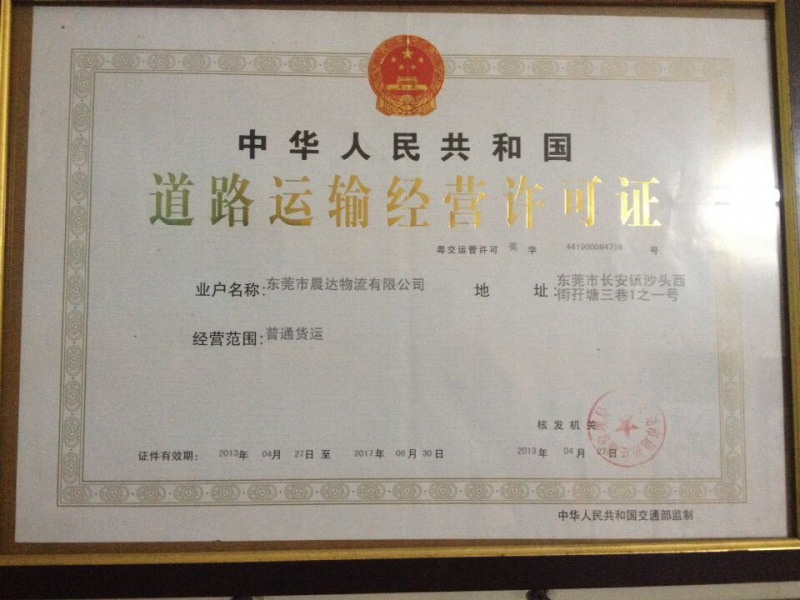 中华人民共和国
道路运输经营许可证
粤交运管许可 莞 字 441900084756 号
业户名称：东莞市晨达物流有限公司
地 址：东莞市长安镇沙头西
街孖塘三巷1之一号
经营范围：普通货运
核发机关
证件有效期： 2013年 04月 27日 至 2017年 06月 30日
2013年 04月 27日
中华人民共和国交通部监制